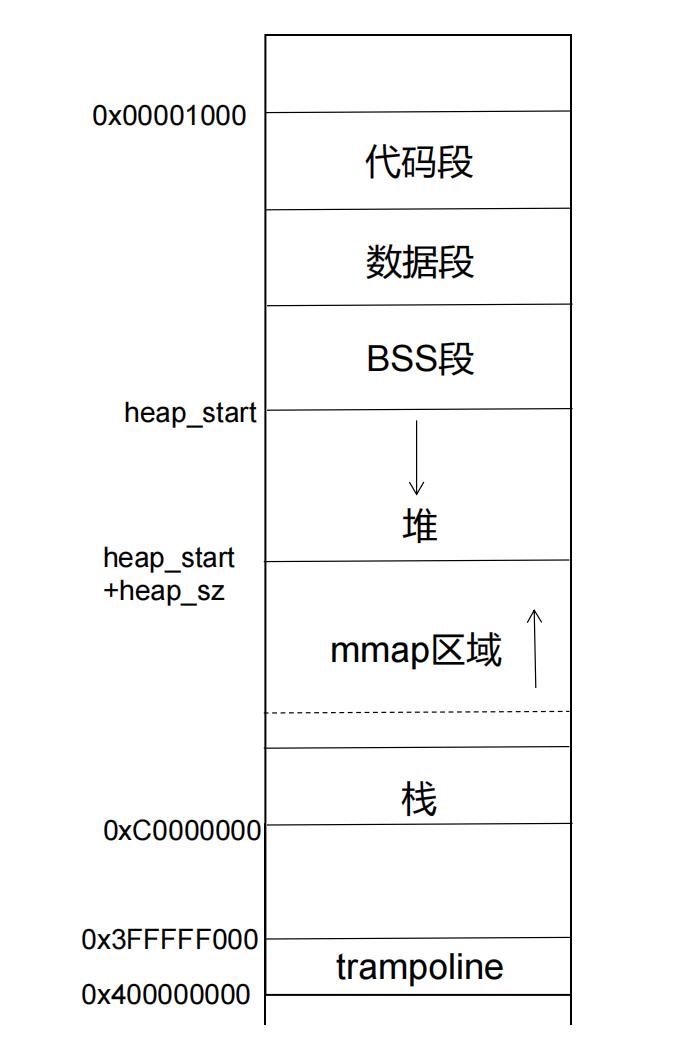 0x00001000
代码段
数据段
BSS段
heap_start
堆
heap_start
+heap_sz
mmap区域
栈
0xC0000000
0x3FFFFF000
trampoline
0x400000000